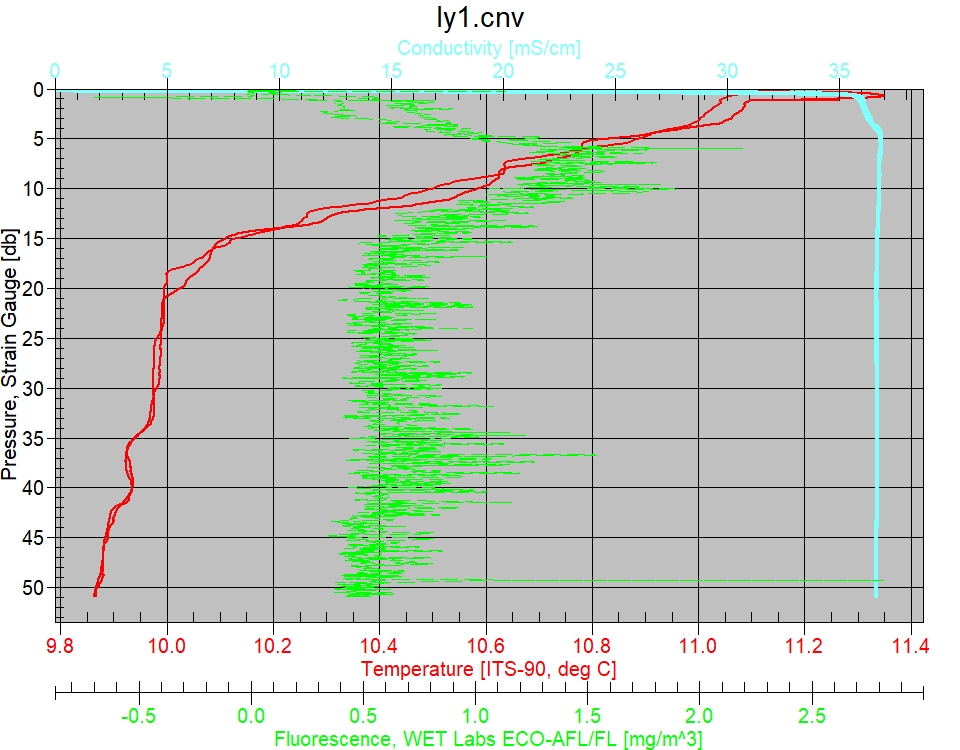 ly1.cnv
Conductivity [mS/cm]
0 5 10 15 20 25 30 35
Pressure, Strain Gauge [db]
0
5
10
15
20
25
30
35
40
45
50
9.8 10.0 10.2 10.4 10.6 10.8 11.0 11.2 11.4
Temperature [ITS-90, deg C]
-0.5 0.0 0.5 1.0 1.5 2.0 2.5
Fluorescence, WET Labs ECO-AFL/FL [mg/m^3]